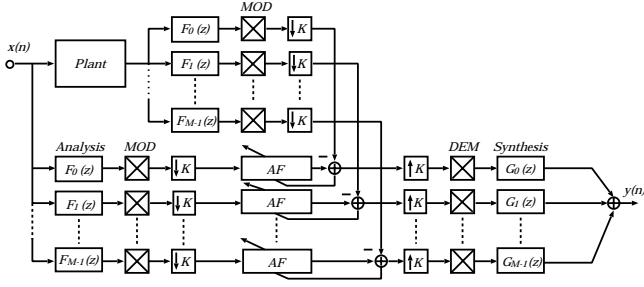 MOD
x(n)
Plant
F0(z)
K
F1(z)
K
FM-1(z)
K
Analysis
MOD
DEM
Synthesis
F0(z)
K
AF
−
K
G0(z)
F1(z)
K
AF
−
K
G1(z)
y(n)
FM-1(z)
K
AF
−
K
GM-1(z)